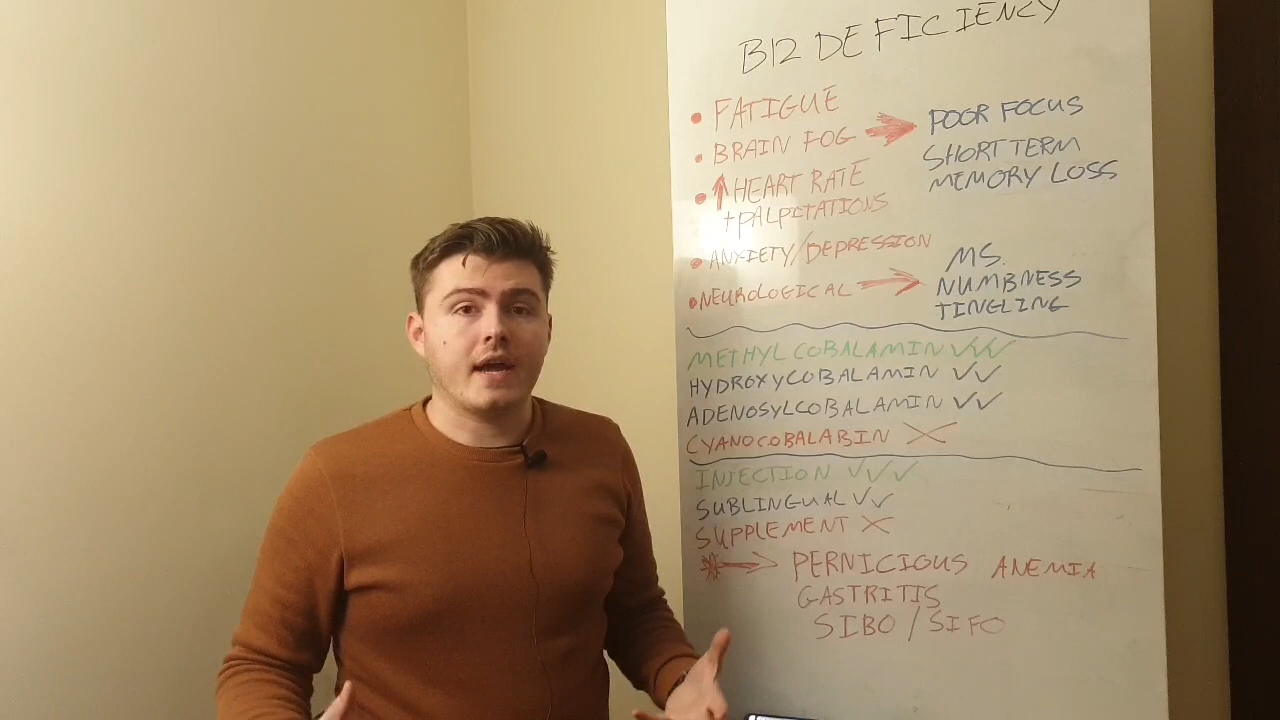 B12 DEFICIENCY
• FATIGUE
• BRAIN FOG → POOR FOCUS
SHORT TERM
MEMORY LOSS
• ↑ HEART RATE
+ PALPITATIONS
• ANXIETY/DEPRESSION
• NEUROLOGICAL → MS.
NUMBNESS
TINGLING
METHYLCOBALAMIN ✓✓✓
HYDROXYCOBALAMIN ✓✓
ADENOSYLCOBALAMIN ✓✓
CYANOCOBALABIN ✗
INJECTION ✓✓✓
SUBLINGUAL ✓✓
SUPPLEMENT ✗
* → PERNICIOUS ANEMIA
GASTRITIS
SIBO / SIFO